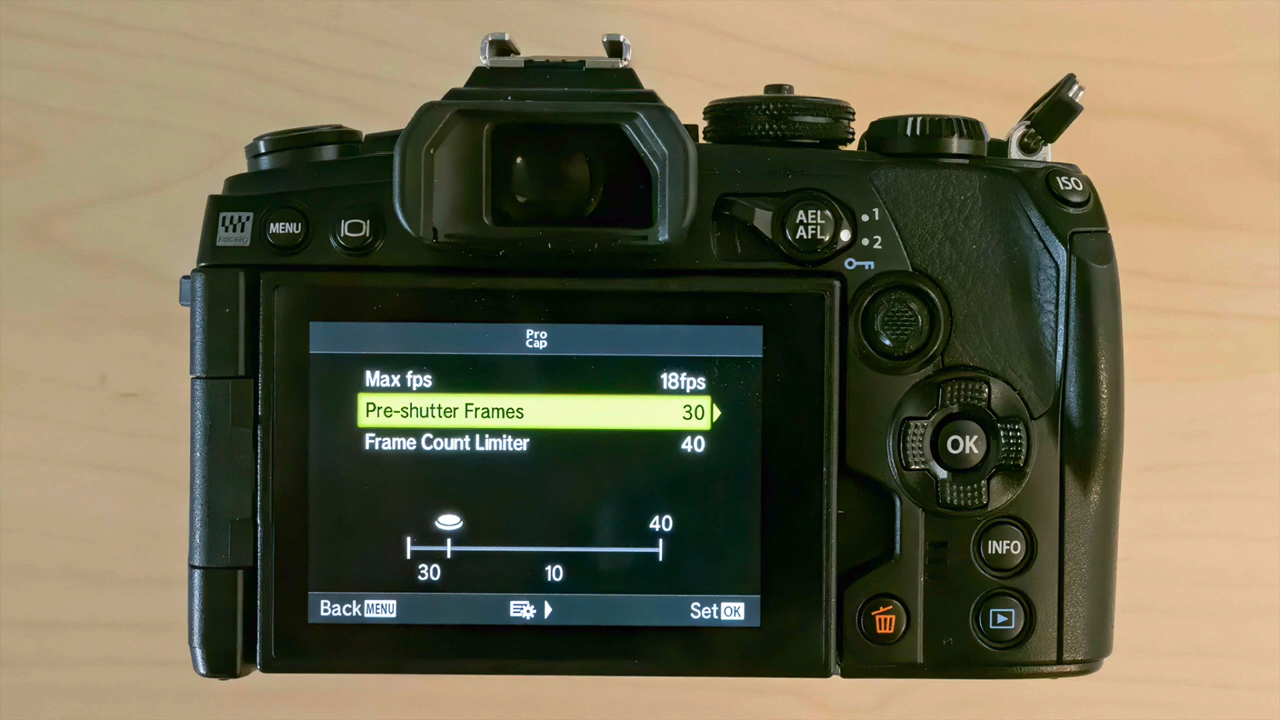 ISO
AEL
AFL
1
2
MENU
Pro
Cap
Max fps 18fps
Pre-shutter Frames 30
Frame Count Limiter 40
40
30 10
Back MENU Set OK
OK
INFO